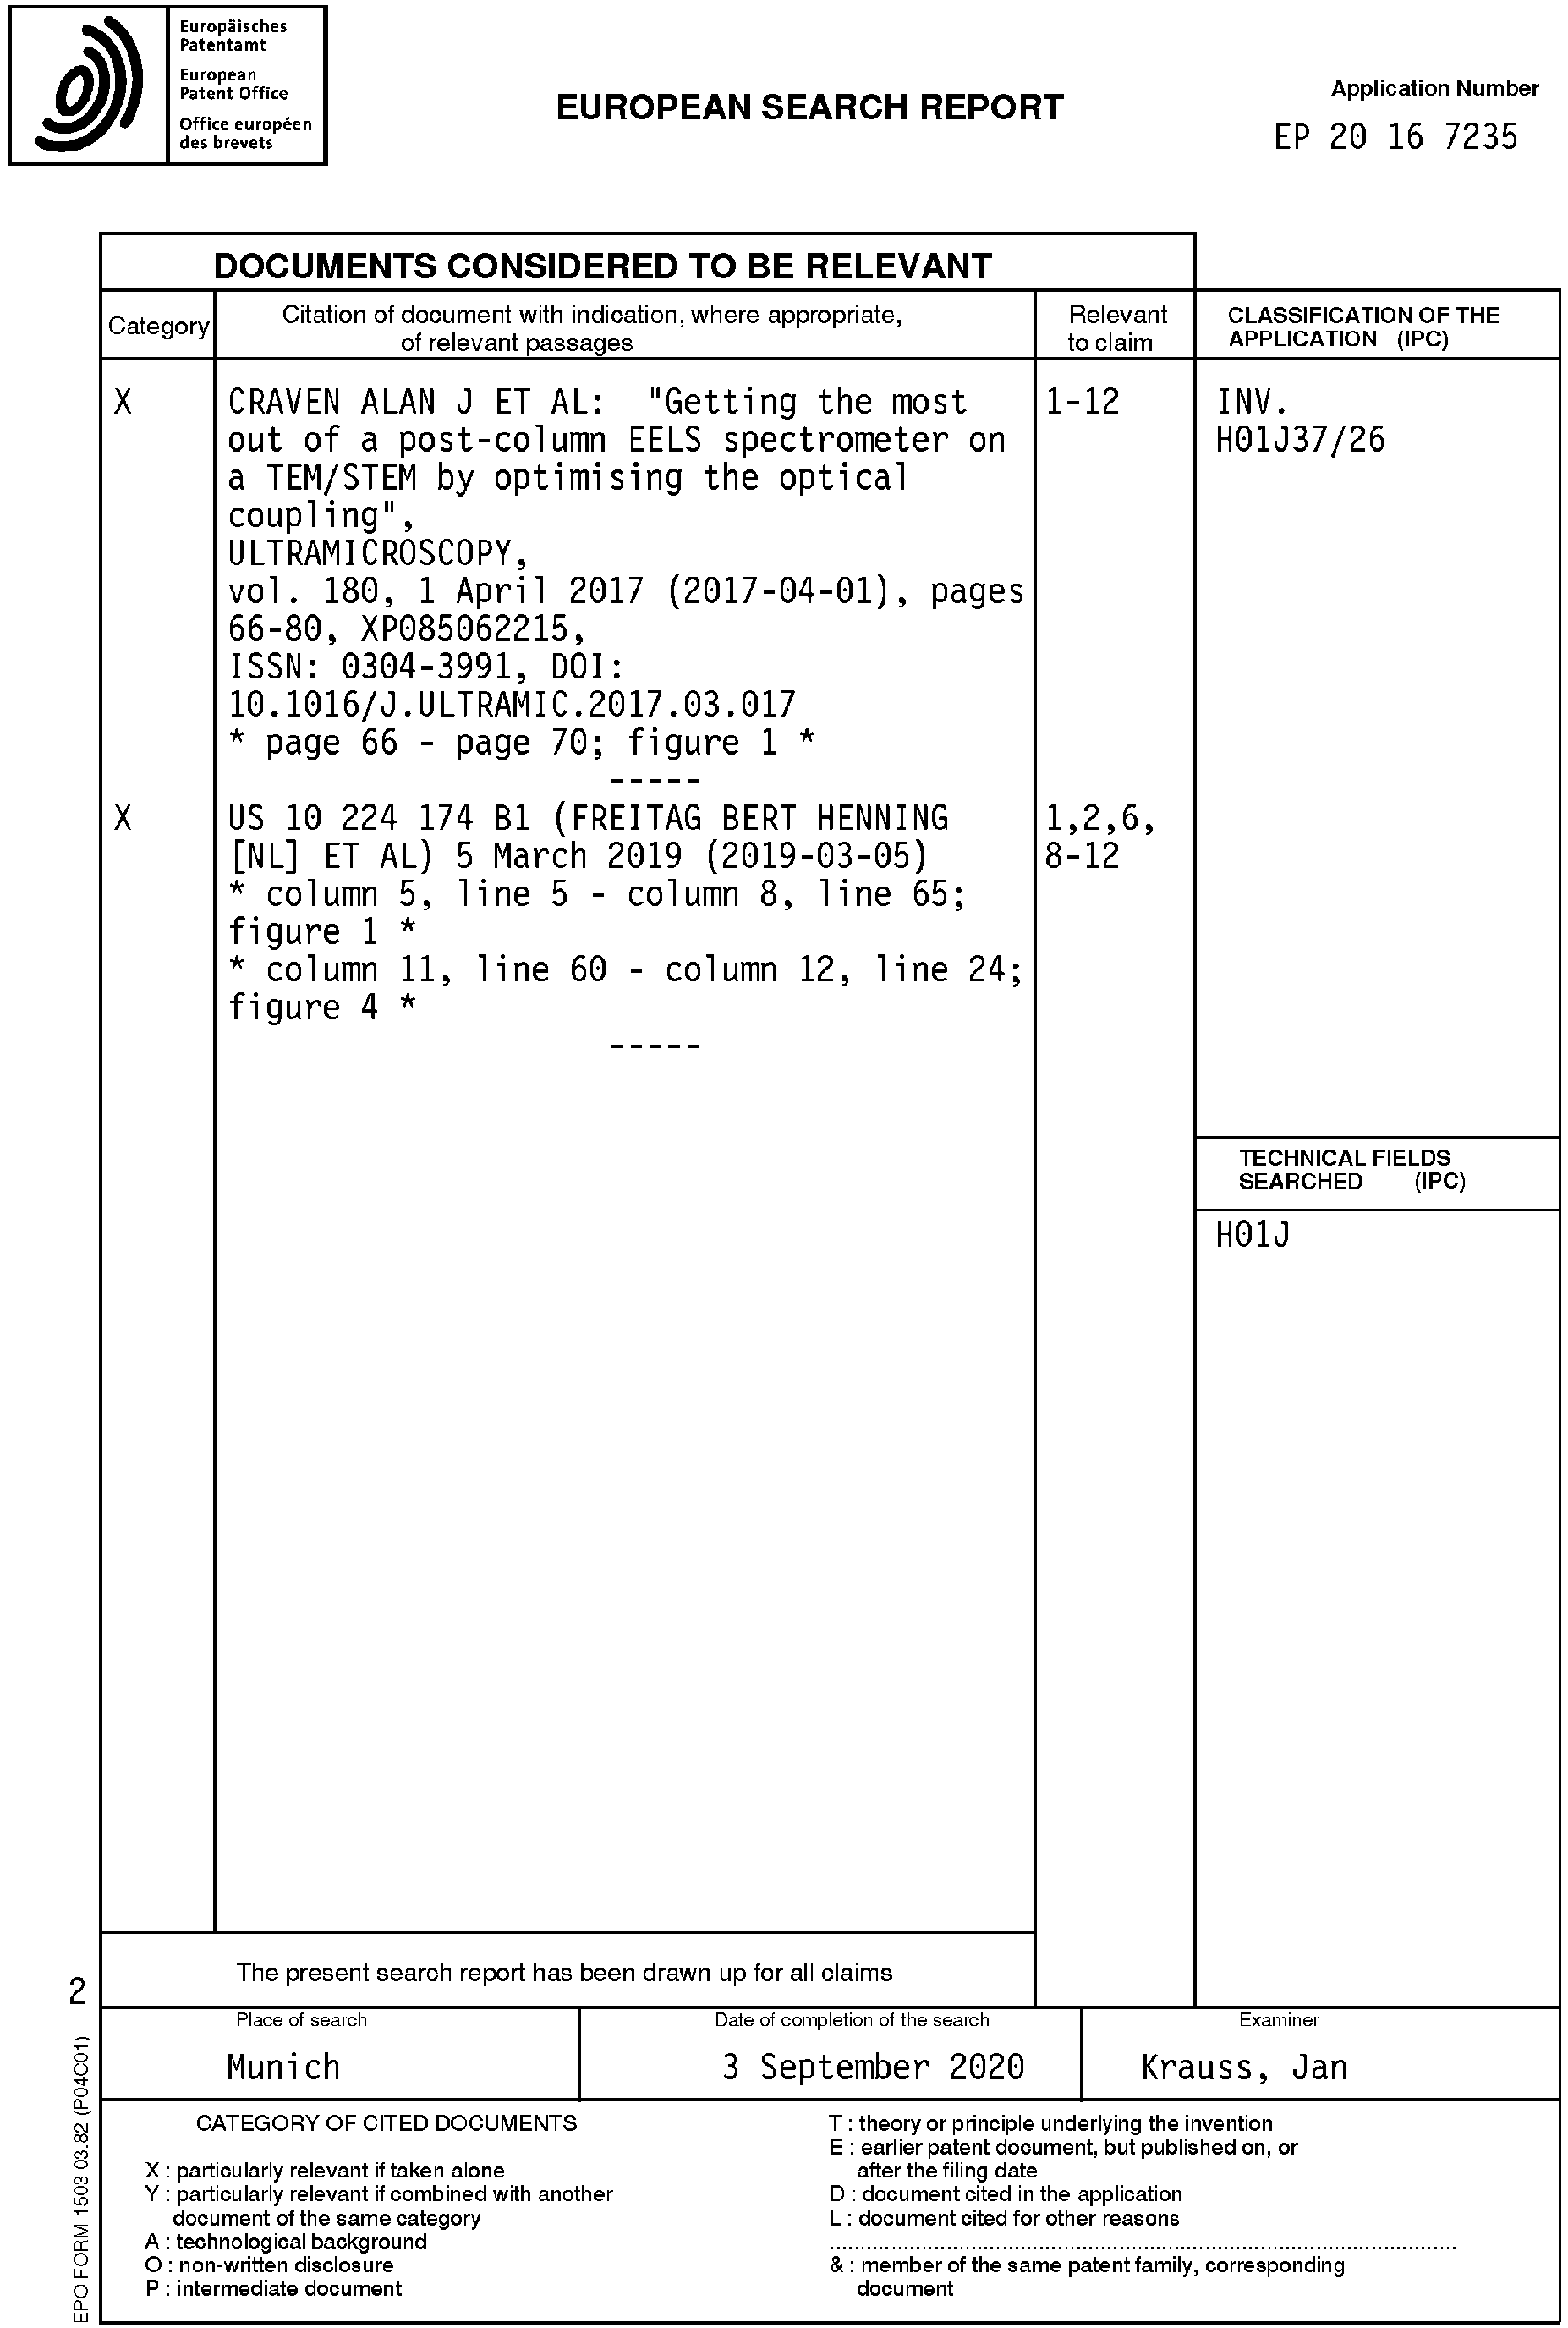 Europäisches
Patentamt
European
Patent Office
Office européen
des brevets
EUROPEAN SEARCH REPORT
Application Number
EP 20 16 7235
DOCUMENTS CONSIDERED TO BE RELEVANT
Category
Citation of document with indication, where appropriate,
of relevant passages
Relevant
to claim
CLASSIFICATION OF THE
APPLICATION (IPC)
X
CRAVEN ALAN J ET AL: "Getting the most
out of a post-column EELS spectrometer on
a TEM/STEM by optimising the optical
coupling",
ULTRAMICROSCOPY,
vol. 180, 1 April 2017 (2017-04-01), pages
66-80, XP085062215,
ISSN: 0304-3991, DOI:
10.1016/J.ULTRAMIC.2017.03.017
* page 66 - page 70; figure 1 *
-----
1-12
INV.
H01J37/26
X
US 10 224 174 B1 (FREITAG BERT HENNING
[NL] ET AL) 5 March 2019 (2019-03-05)
* column 5, line 5 - column 8, line 65;
figure 1 *
* column 11, line 60 - column 12, line 24;
figure 4 *
-----
1,2,6,
8-12
TECHNICAL FIELDS
SEARCHED (IPC)
H01J
The present search report has been drawn up for all claims
2
Place of search
Munich
Date of completion of the search
3 September 2020
Examiner
Krauss, Jan
CATEGORY OF CITED DOCUMENTS
X : particularly relevant if taken alone
Y : particularly relevant if combined with another
document of the same category
A : technological background
O : non-written disclosure
P : intermediate document
T : theory or principle underlying the invention
E : earlier patent document, but published on, or
after the filing date
D : document cited in the application
L : document cited for other reasons
& : member of the same patent family, corresponding
document
EPO FORM 1503 03.82 (P04C01)